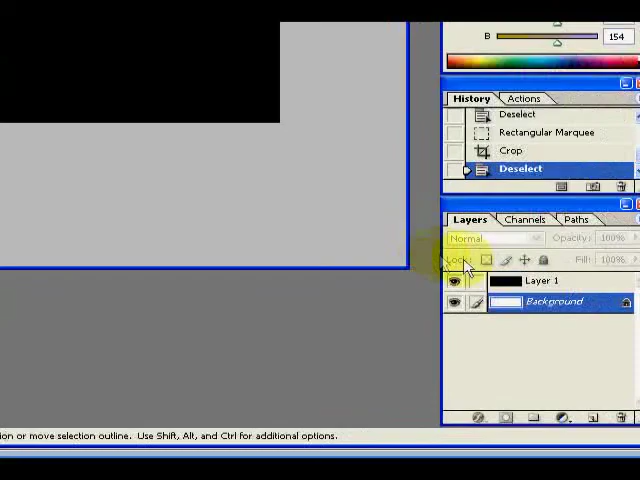 B 154
History Actions
Deselect
Rectangular Marquee
Crop
Deselect
Layers Channels Paths
Normal Opacity: 100%
Lock: Fill: 100%
Layer 1
Background
ion or move selection outline. Use Shift, Alt, and Ctrl for additional options.